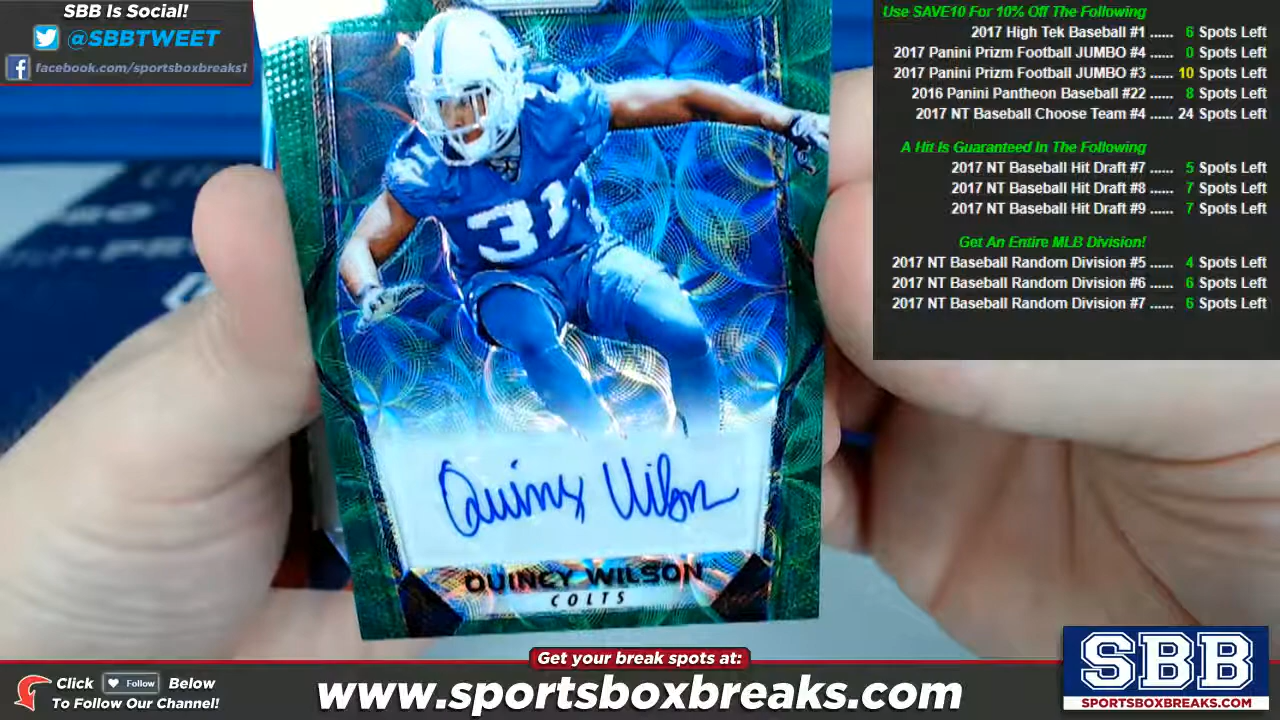 SBB Is Social!
@SBBTWEET
facebook.com/sportsboxbreaks1
Use SAVE10 For 10% Off The Following
2017 High Tek Baseball #1 ...... 6 Spots Left
2017 Panini Prizm Football JUMBO #4 ...... 0 Spots Left
2017 Panini Prizm Football JUMBO #3 ...... 10 Spots Left
2016 Panini Pantheon Baseball #22 ...... 8 Spots Left
2017 NT Baseball Choose Team #4 ...... 24 Spots Left
A Hit Is Guaranteed In The Following
2017 NT Baseball Hit Draft #7 ...... 5 Spots Left
2017 NT Baseball Hit Draft #8 ...... 7 Spots Left
2017 NT Baseball Hit Draft #9 ...... 7 Spots Left
Get An Entire MLB Division!
2017 NT Baseball Random Division #5 ...... 4 Spots Left
2017 NT Baseball Random Division #6 ...... 6 Spots Left
2017 NT Baseball Random Division #7 ...... 6 Spots Left
31
31
Quincy Wilson
QUINCY WILSON
COLTS
Get your break spots at:
Click Follow Below
To Follow Our Channel!
www.sportsboxbreaks.com
SBB
SPORTSBOXBREAKS.COM